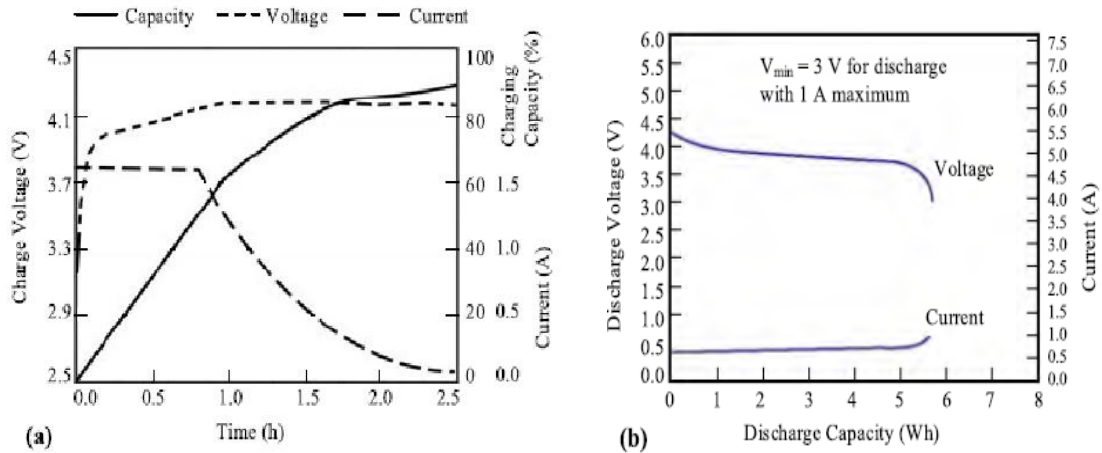 Capacity Voltage Current
4.5
4.1
3.7
3.3
2.9
2.5
Charge Voltage (V)
100
80
60
40
20
0
1.5
1.0
0.5
0.0
Charging
Capacity (%)
Current (A)
0.0 0.5 1.0 1.5 2.0 2.5
Time (h)
(a)
6.0
5.5
5.0
4.5
4.0
3.5
3.0
2.5
2.0
1.5
1.0
0.5
0.0
Discharge Voltage (V)
Vmin = 3 V for discharge
with 1 A maximum
Voltage
Current
7.5
7.0
6.5
6.0
5.5
5.0
4.5
4.0
3.5
3.0
2.5
2.0
1.5
1.0
0.5
0.0
Current (A)
0 1 2 3 4 5 6 7 8
Discharge Capacity (Wh)
(b)